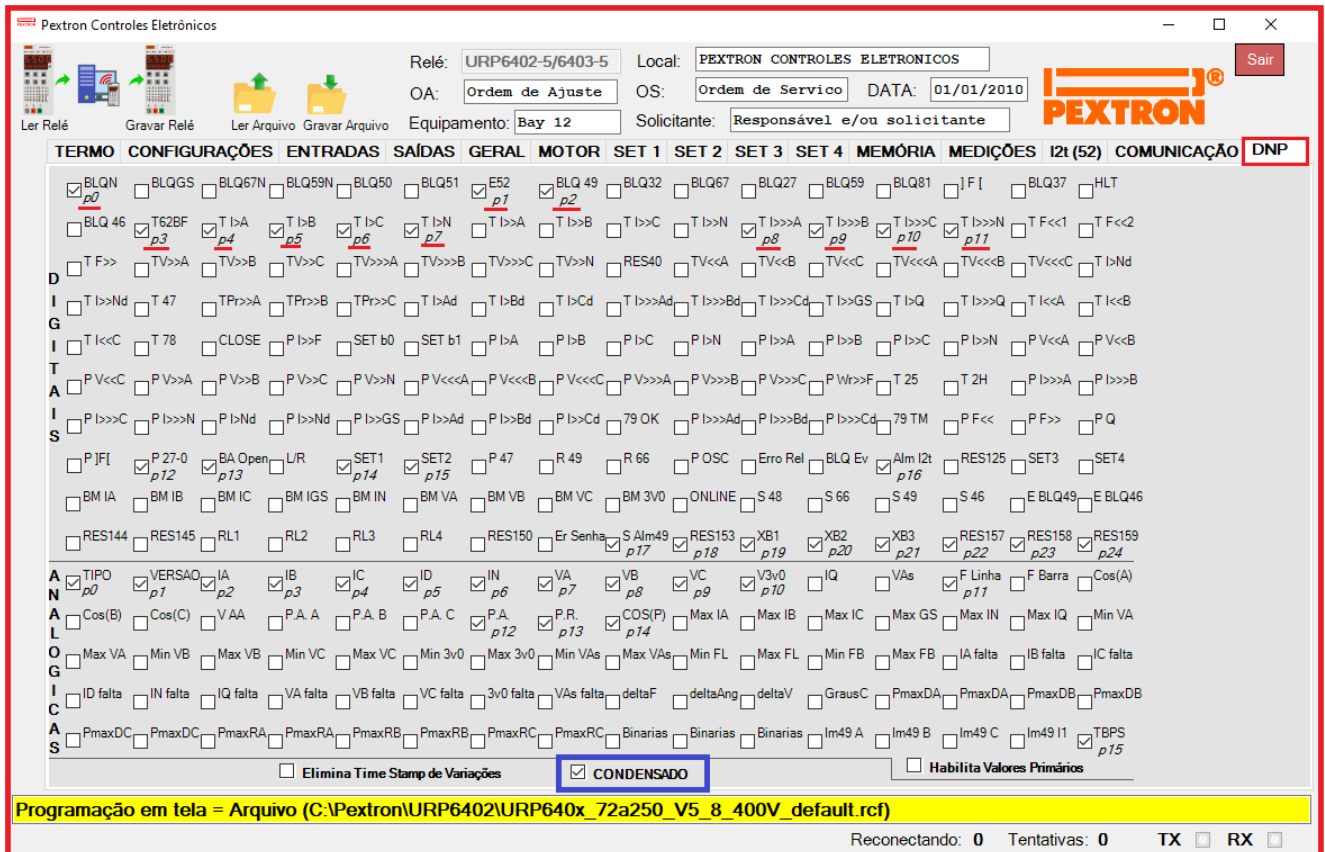 Pextron Controles Eletrônicos
Relé: URP6402-5/6403-5 Local: PEXTRON CONTROLES ELETRONICOS Sair
OA: Ordem de Ajuste OS: Ordem de Servico DATA: 01/01/2010
Ler Relé Gravar Relé Ler Arquivo Gravar Arquivo Equipamento: Bay 12 Solicitante: Responsável e/ou solicitante PEXTRON®
TERMO CONFIGURAÇÕES ENTRADAS SAÍDAS GERAL MOTOR SET 1 SET 2 SET 3 SET 4 MEMÓRIA MEDIÇÕES I2t (52) COMUNICAÇÃO DNP
DIGITAIS
BLQN BLQGS BLQ67N BLQ59N BLQ50 BLQ51 E52 BLQ 49 BLQ32 BLQ67 BLQ27 BLQ59 BLQ81 ] F [ BLQ37 HLT
p0 p1 p2
BLQ 46 T62BF T I>A T I>B T I>C T I>N T I>>A T I>>B T I>>C T I>>N T I>>>A T I>>>B T I>>>C T I>>>N T F<<1 T F<<2
p3 p4 p5 p6 p7 p8 p9 p10 p11
T F>> TV>>A TV>>B TV>>C TV>>>A TV>>>B TV>>>C TV>>N RES40 TV<<A TV<<B TV<<C TV<<<A TV<<<B TV<<<C T I>Nd
T I>>Nd T 47 TPr>>A TPr>>B TPr>>C T I>Ad T I>Bd T I>Cd T I>>>Ad T I>>>Bd T I>>>Cd T I>>GS T I>Q T I>>>Q T I<<A T I<<B
T I<<C T 78 CLOSE P I>>F SET b0 SET b1 P I>A P I>B P I>C P I>N P I>>A P I>>B P I>>C P I>>N P V<<A P V<<B
P V<<C P V>>A P V>>B P V>>C P V>>N P V<<<A P V<<<B P V<<<C P V>>>A P V>>>B P V>>>C P Wr>>F T 25 T 2H P I>>>A P I>>>B
P I>>>C P I>>>N P I>Nd P I>>Nd P I>>GS P I>>Ad P I>>Bd P I>>Cd 79 OK P I>>>Ad P I>>>Bd P I>>>Cd 79 TM P F<< P F>> P Q
P ]F[ P 27-0 BA Open L/R SET1 SET2 P 47 R 49 R 66 P OSC Erro Rel BLQ Ev Alm I2t RES125 SET3 SET4
p12 p13 p14 p15 p16
BM IA BM IB BM IC BM IGS BM IN BM VA BM VB BM VC BM 3V0 ONLINE S 48 S 66 S 49 S 46 E BLQ49 E BLQ46
RES144 RES145 RL1 RL2 RL3 RL4 RES150 Er Senha S Alm49 RES153 XB1 XB2 XB3 RES157 RES158 RES159
p17 p18 p19 p20 p21 p22 p23 p24
ANALOGICAS
TIPO VERSAO IA IB IC ID IN VA VB VC V3v0 IQ VAs F Linha F Barra Cos(A)
p0 p1 p2 p3 p4 p5 p6 p7 p8 p9 p10 p11
Cos(B) Cos(C) V AA P.A. A P.A. B P.A. C P.A. P.R. COS(P) Max IA Max IB Max IC Max GS Max IN Max IQ Min VA
p12 p13 p14
Max VA Min VB Max VB Min VC Max VC Min 3v0 Max 3v0 Min VAs Max VAs Min FL Max FL Min FB Max FB IA falta IB falta IC falta
ID falta IN falta IQ falta VA falta VB falta VC falta 3v0 falta VAs falta deltaF deltaAng deltaV GrausC PmaxDA PmaxDA PmaxDB PmaxDB
PmaxDC PmaxDC PmaxRA PmaxRA PmaxRB PmaxRB PmaxRC PmaxRC Binarias Binarias Binarias Im49 A Im49 B Im49 C Im49 I1 TBPS
p15
Elimina Time Stamp de Variações CONDENSADO Habilita Valores Primários
Programação em tela = Arquivo (C:\Pextron\URP6402\URP640x_72a250_V5_8_400V_default.rcf)
Reconectando: 0 Tentativas: 0 TX RX